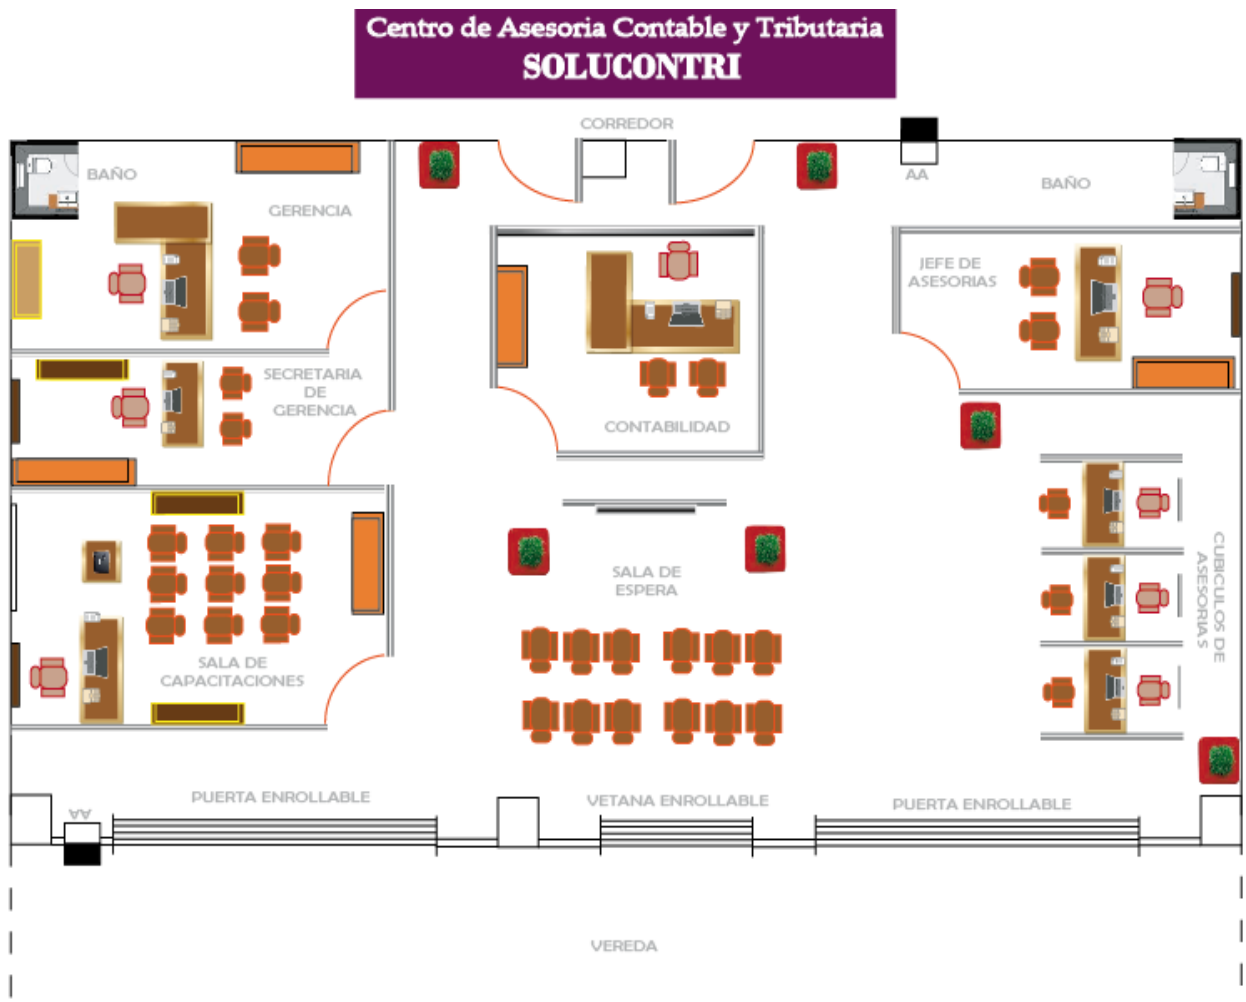 Centro de Asesoria Contable y Tributaria
SOLUCONTRI
CORREDOR
BAÑO
AA
BAÑO
GERENCIA
JEFE DE
ASESORIAS
SECRETARIA
DE
GERENCIA
CONTABILIDAD
SALA DE
ESPERA
CUBICULOS DE
ASESORIAS
SALA DE
CAPACITACIONES
PUERTA ENROLLABLE
VETANA ENROLLABLE
PUERTA ENROLLABLE
AA
VEREDA